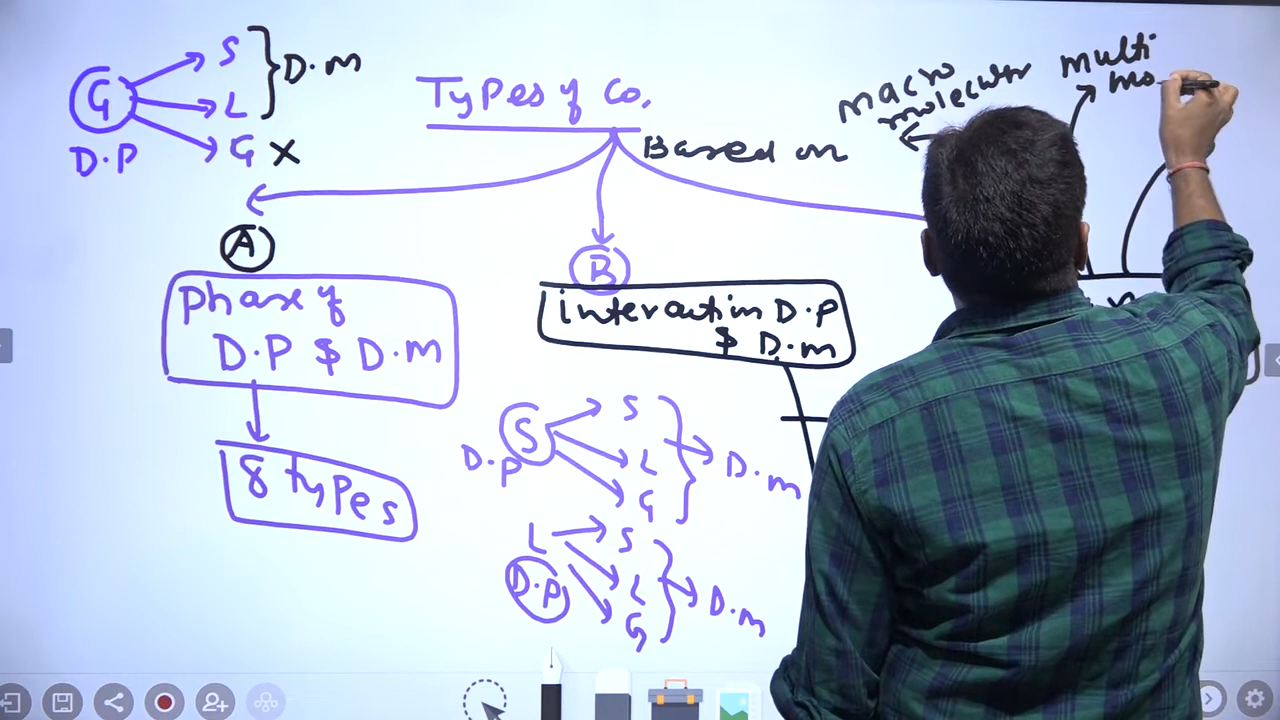 S
G
L
D.m
D.P
G x
Types of Co.
Based on
macro
molecular
multi
mo
A
Phase of
D.P $ D.m
8 types
B
interaction D.P
$ D.m
S
D.P
S
L
G
D.m
L
D.P
S
L
G
D.m